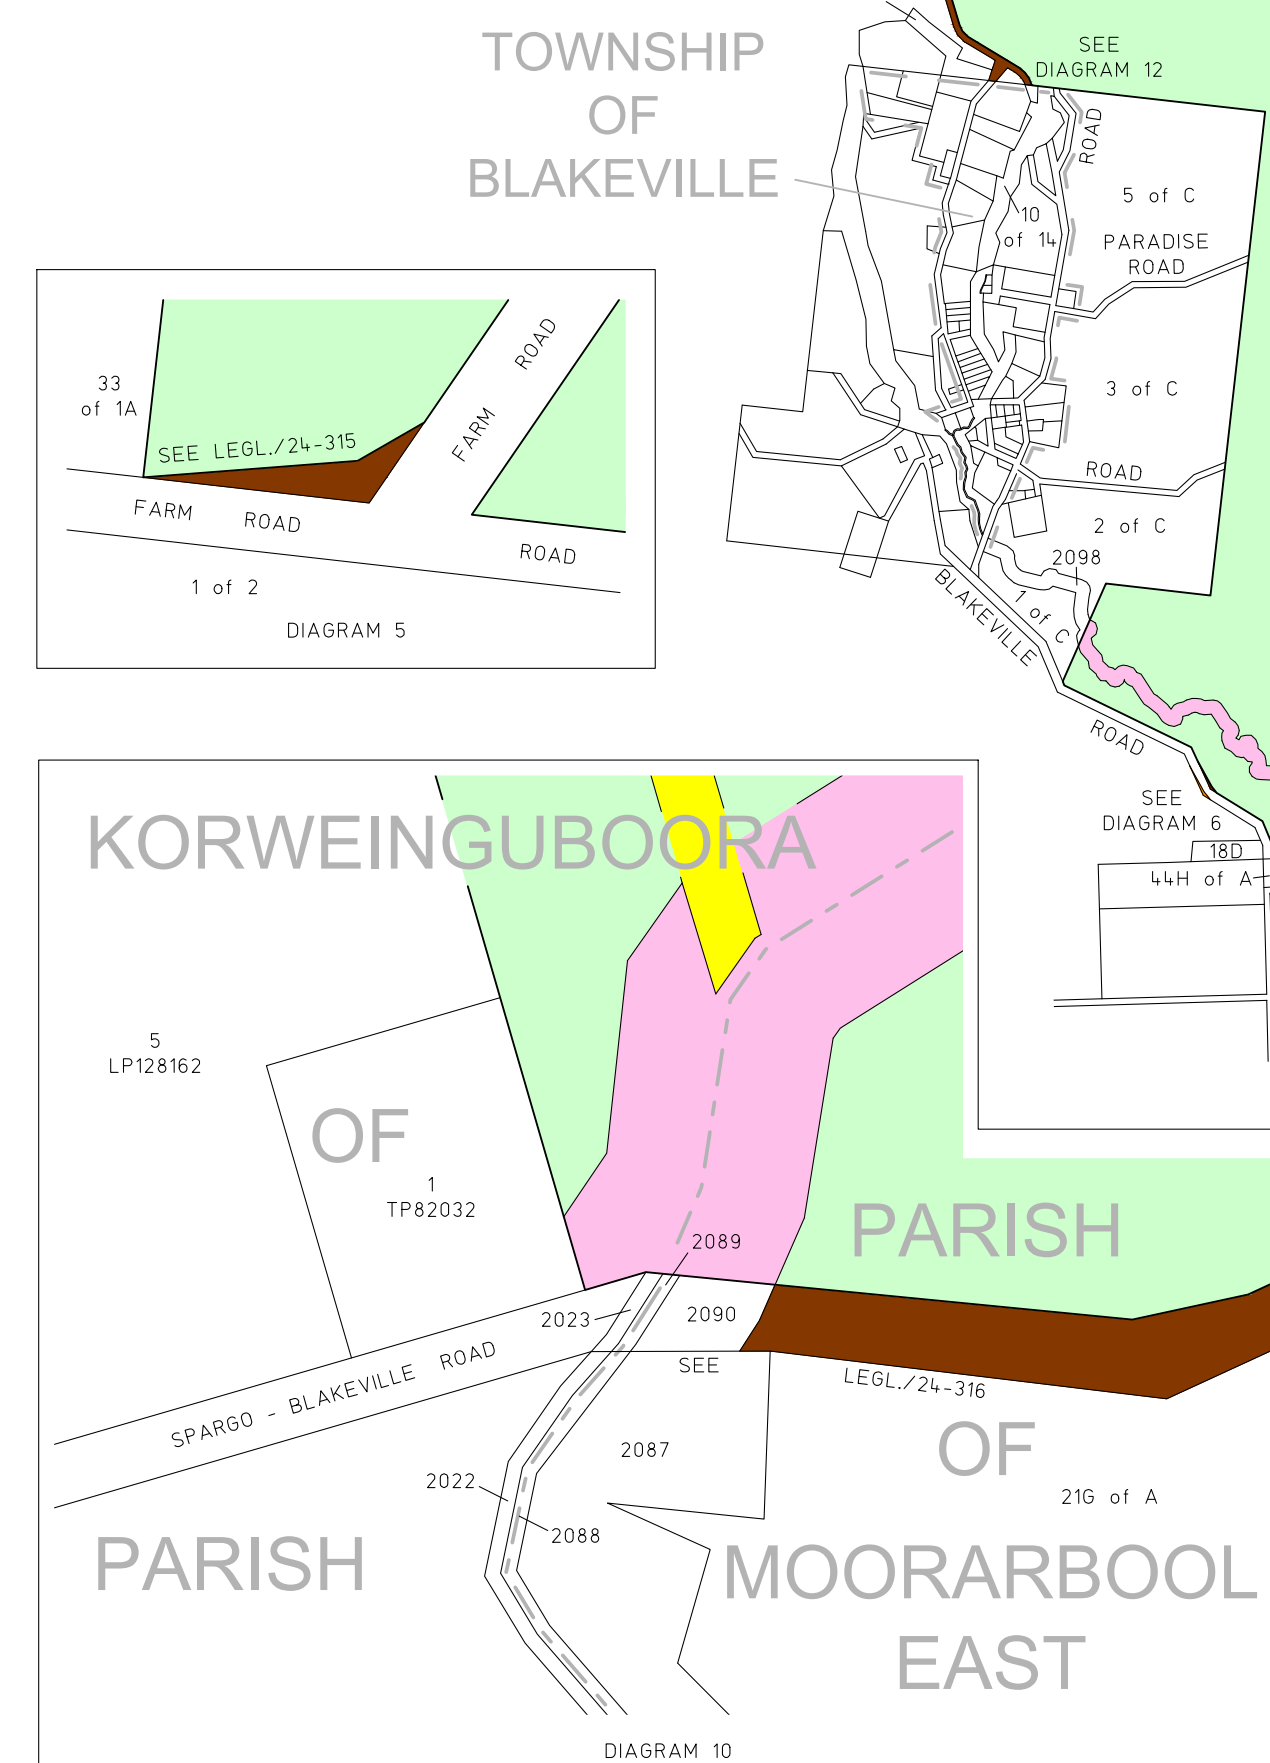 TOWNSHIP
OF
BLAKEVILLE
SEE
DIAGRAM 12
ROAD
5 of C
10
of 14
PARADISE
ROAD
3 of C
ROAD
2 of C
2098
1 of C
BLAKEVILLE
ROAD
SEE
DIAGRAM 6
18D
44H of A
33
of 1A
SEE LEGL./24-315
FARM ROAD
FARM ROAD
ROAD
1 of 2
DIAGRAM 5
KORWEINGUBOORA
5
LP128162
OF
1
TP82032
PARISH
2089
2023
2090
SEE
LEGL./24-316
SPARGO - BLAKEVILLE ROAD
2087
OF
2022
21G of A
2088
PARISH
MOORARBOOL
EAST
DIAGRAM 10